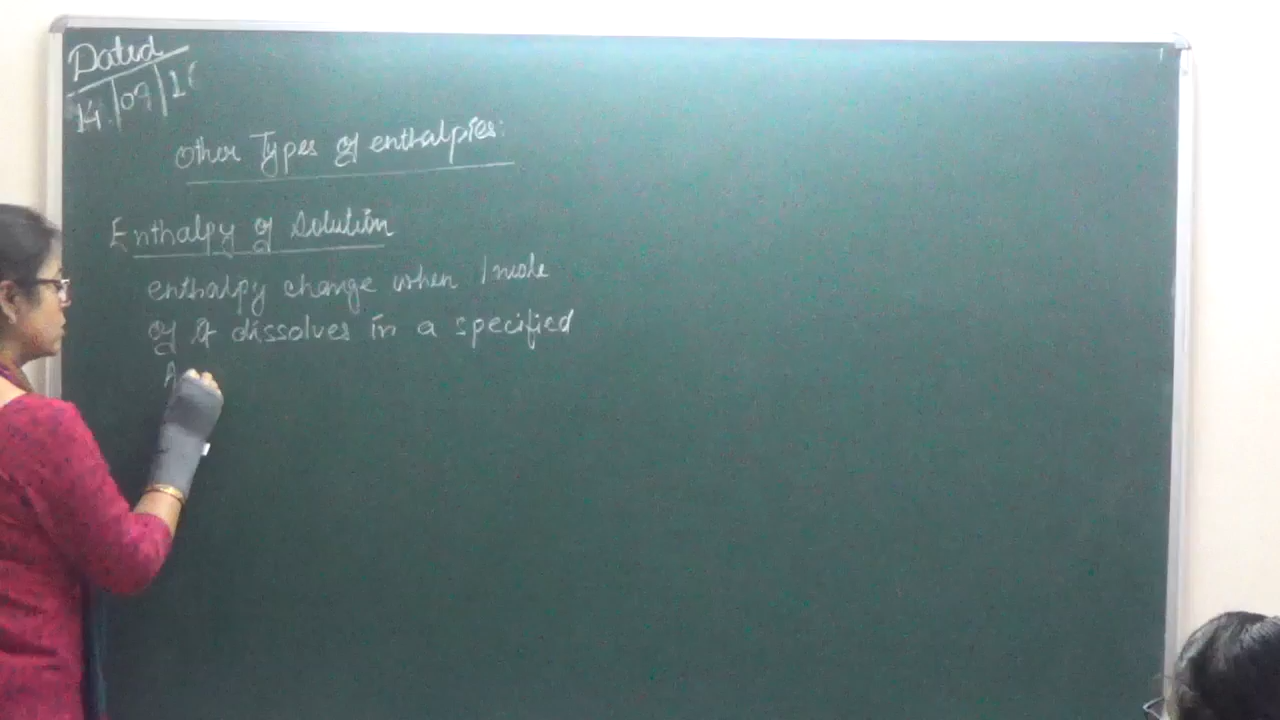 Dated
14/09/1
Other Types of enthalpies:
Enthalpy of Solution
enthalpy change when 1 mole
of it dissolves in a specified
A